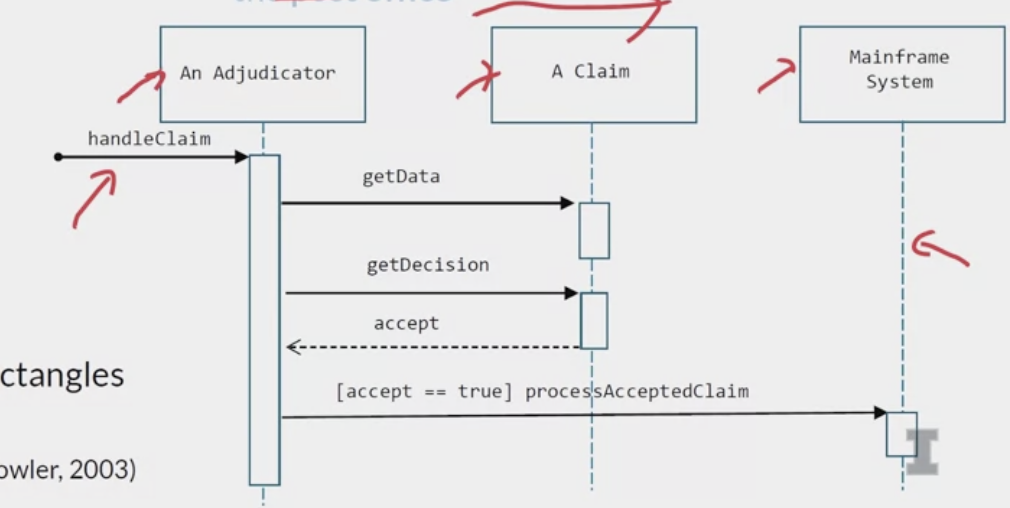 An Adjudicator
A Claim
Mainframe
System
handleClaim
getData
getDecision
accept
ctangles
[accept == true] processAcceptedClaim
owler, 2003)